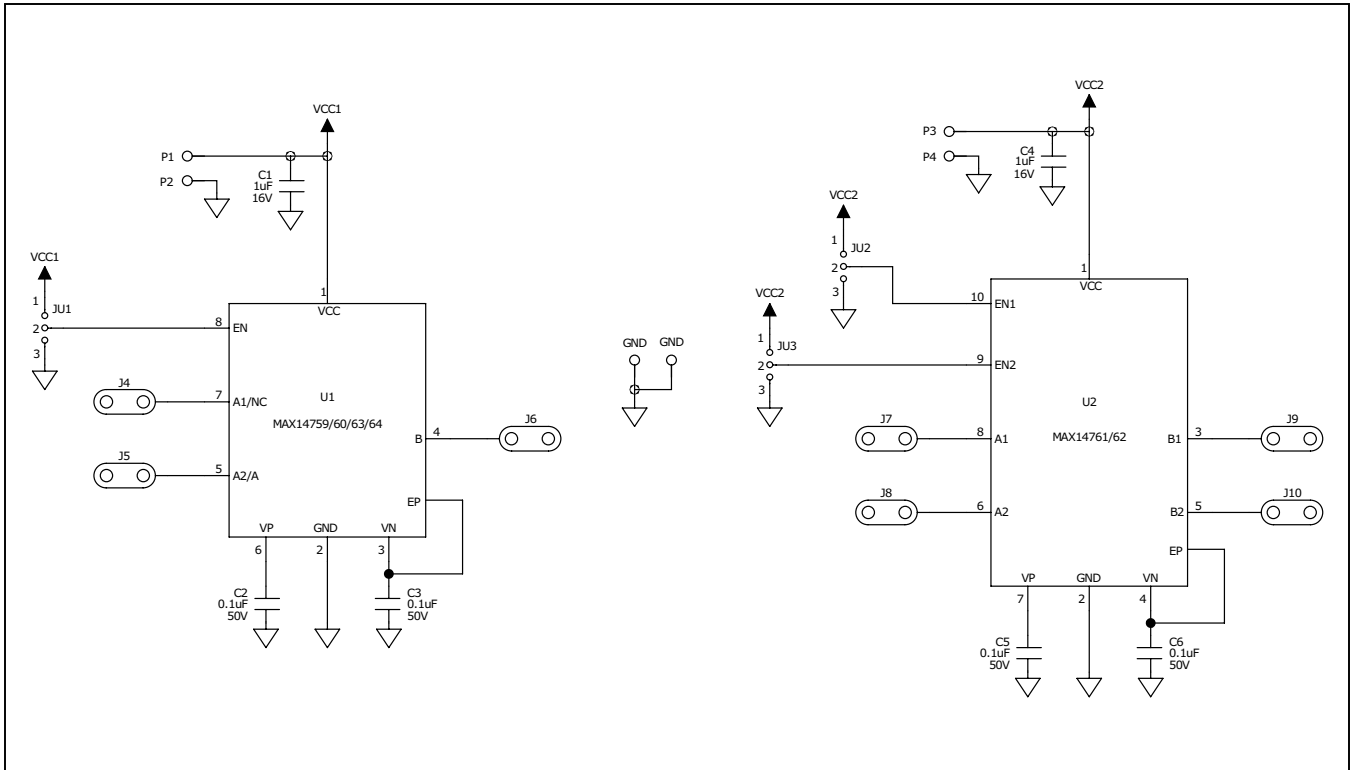 VCC1
P1
P2
C1
1uF
16V
VCC1
1
JU1
2
3
1
VCC
8
EN
J4
7
A1/NC
J5
5
A2/A
U1
MAX14759/60/63/64
B
4
J6
EP
VP
GND
VN
6
2
3
C2
0.1uF
50V
C3
0.1uF
50V
GND
GND
VCC2
P3
P4
C4
1uF
16V
VCC2
1
JU2
2
3
VCC2
1
JU3
2
3
1
VCC
10
EN1
9
EN2
J7
8
A1
J8
6
A2
U2
MAX14761/62
B1
3
J9
B2
5
J10
EP
VP
GND
VN
7
2
4
C5
0.1uF
50V
C6
0.1uF
50V